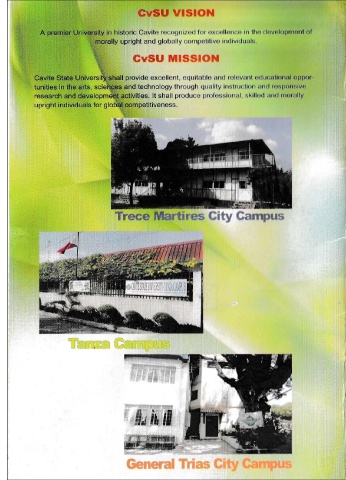 CvSU VISION
A premier University in historic Cavite recognized for excellence in the development of
morally upright and globally competitive individuals.
CvSU MISSION
Cavite State University shall provide excellent, equitable and relevant educational oppor-
tunities in the arts, sciences and technology through quality instruction and responsive
research and development activities. It shall produce professional, skilled and morally
upright individuals for global competitiveness.
Trece Martires City Campus
Tanza Campus
General Trias City Campus